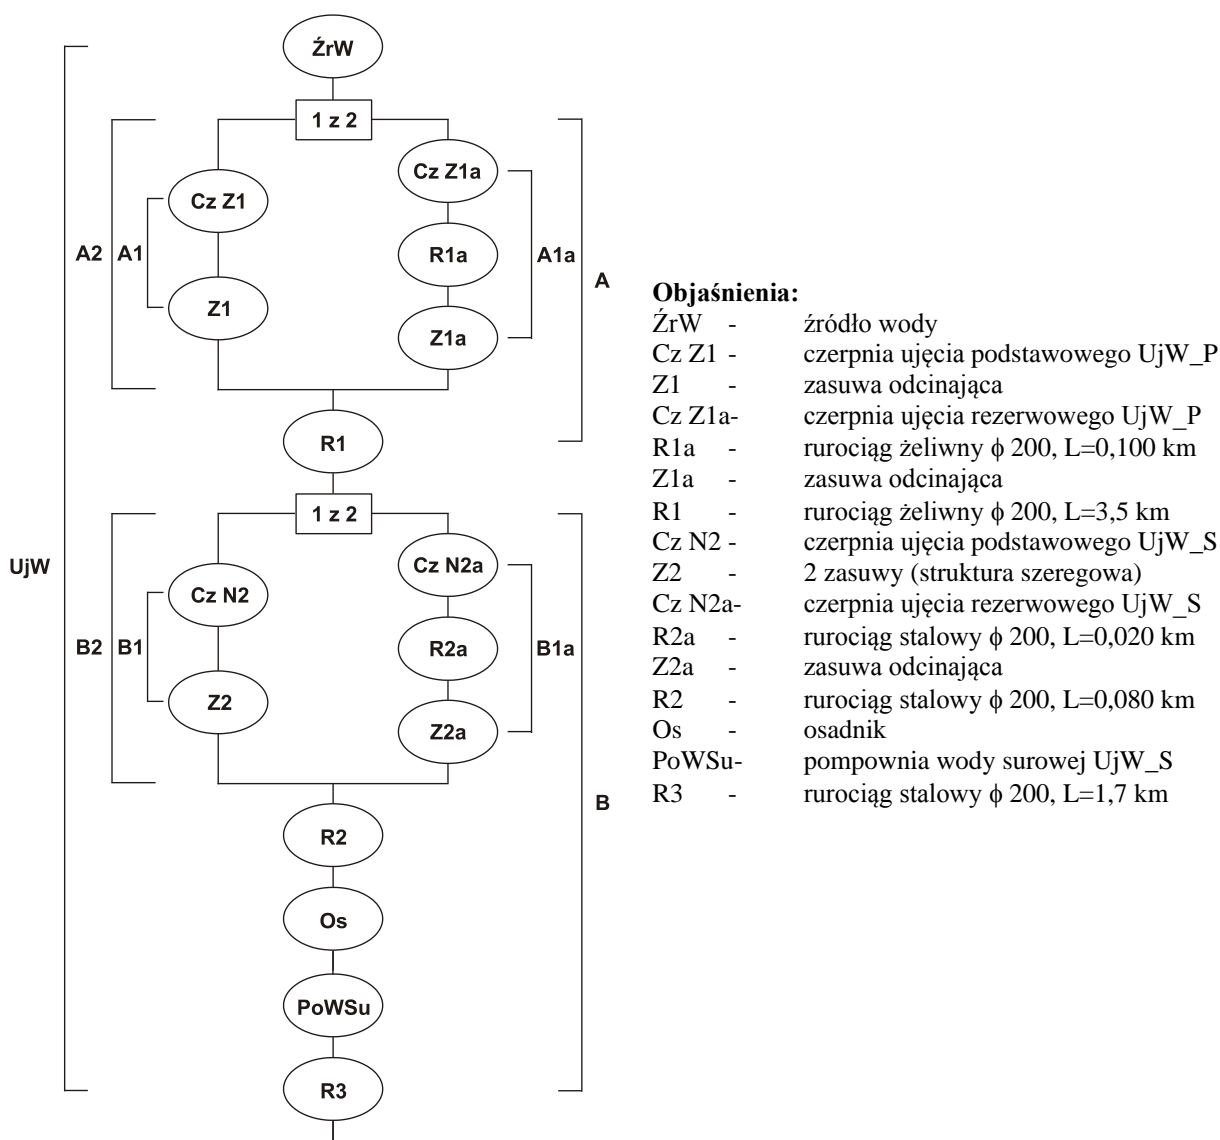 ŹrW
1 z 2
Cz Z1a
Cz Z1
A2
A1
R1a
A1a
A
Z1
Z1a
R1
1 z 2
UjW
Cz N2a
Cz N2
B2
B1
R2a
B1a
Z2
Z2a
B
R2
Os
PoWSu
R3
Objaśnienia:
ŹrW - źródło wody
Cz Z1 - czerpnia ujęcia podstawowego UjW_P
Z1 - zasuwa odcinająca
Cz Z1a- czerpnia ujęcia rezerwowego UjW_P
R1a - rurociąg żeliwny ϕ 200, L=0,100 km
Z1a - zasuwa odcinająca
R1 - rurociąg żeliwny ϕ 200, L=3,5 km
Cz N2 - czerpnia ujęcia podstawowego UjW_S
Z2 - 2 zasuwy (struktura szeregowa)
Cz N2a- czerpnia ujęcia rezerwowego UjW_S
R2a - rurociąg stalowy ϕ 200, L=0,020 km
Z2a - zasuwa odcinająca
R2 - rurociąg stalowy ϕ 200, L=0,080 km
Os - osadnik
PoWSu- pompownia wody surowej UjW_S
R3 - rurociąg stalowy ϕ 200, L=1,7 km